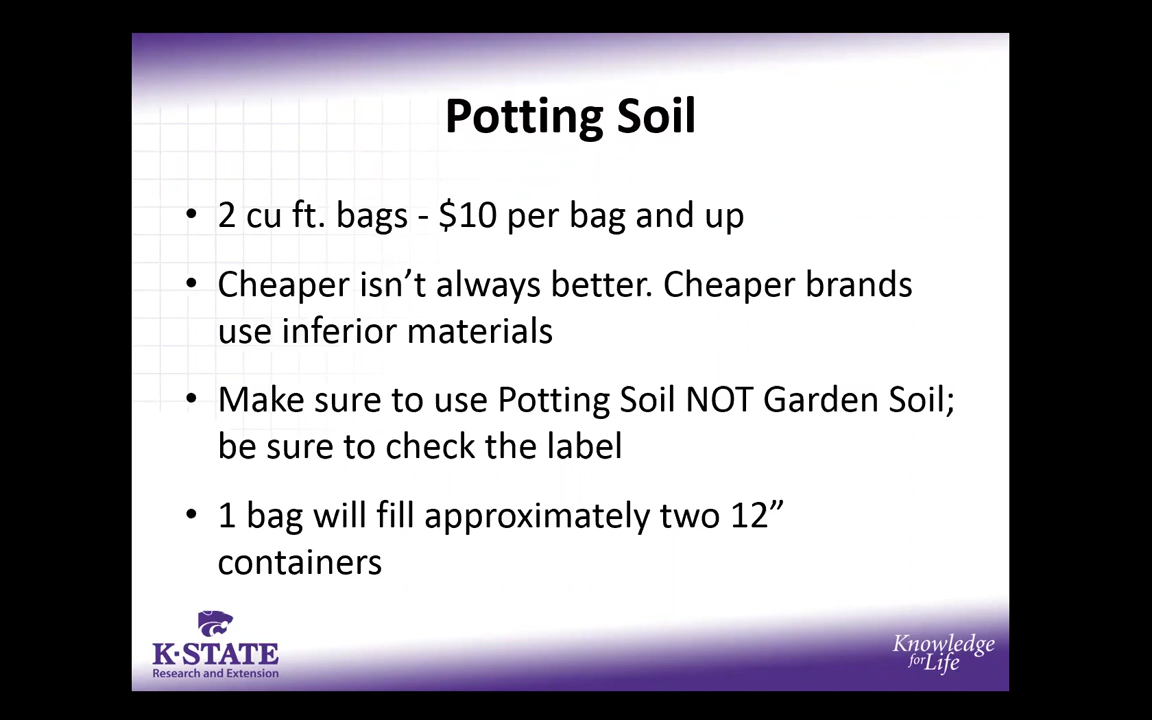 Potting Soil
• 2 cu ft. bags - $10 per bag and up
• Cheaper isn’t always better. Cheaper brands
use inferior materials
• Make sure to use Potting Soil NOT Garden Soil;
be sure to check the label
• 1 bag will fill approximately two 12”
containers
K-STATE
Research and Extension
Knowledge
for Life